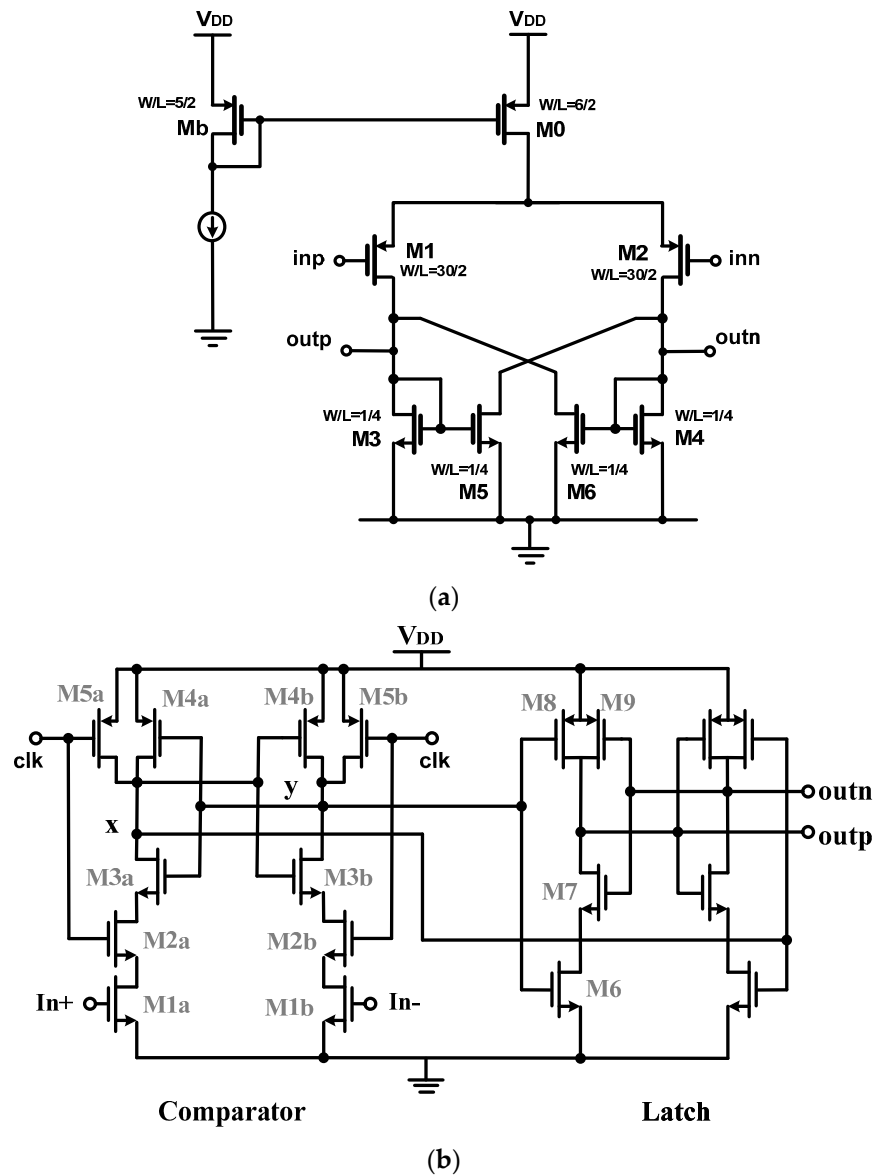 VDD VDD
W/L=5/2 W/L=6/2
Mb M0
inp M1 M2 inn
W/L=30/2 W/L=30/2
outp outn
W/L=1/4 W/L=1/4
M3 M4
W/L=1/4 W/L=1/4
M5 M6
(a)
VDD
M5a M4a M4b M5b M8 M9
clk clk
y outn
x outp
M3a M3b M7
M2a M2b
In+ M1a M1b In- M6
Comparator Latch
(b)